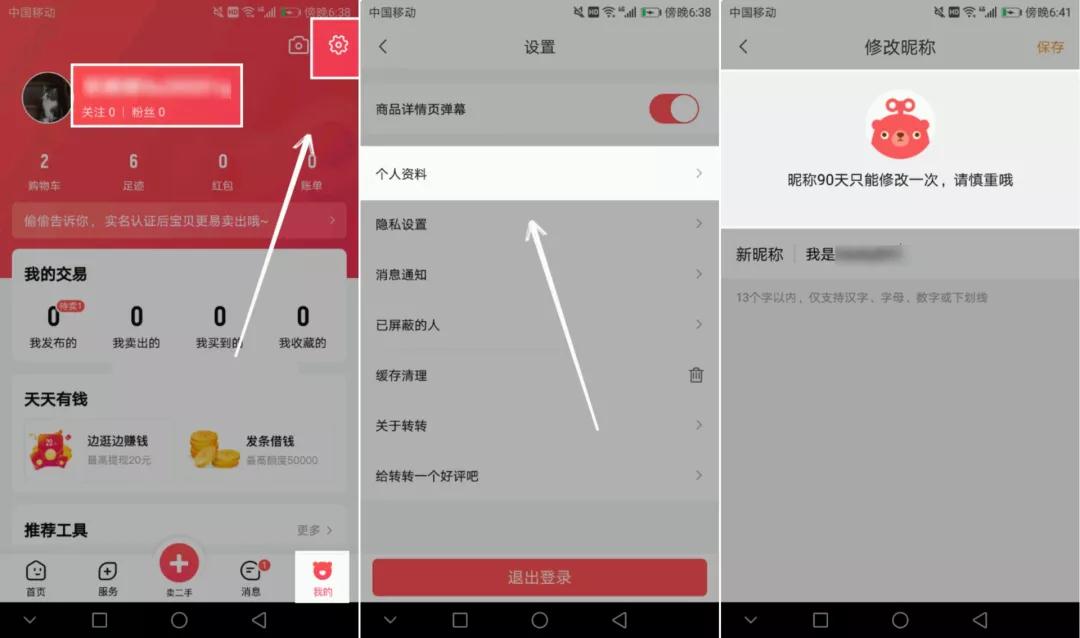 中国移动
HD
4G
傍晚6:38
关注 0 | 粉丝 0
2
6
0
0
购物车
足迹
红包
账单
偷偷告诉你，实名认证后宝贝更易卖出哦~
我的交易
0
待卖1
0
0
0
我发布的
我卖出的
我买到的
我收藏的
天天有钱
边逛边赚钱
最高提现20元
发条借钱
最高额度50000
推荐工具
更多
1
首页
服务
卖二手
消息
我的
中国移动
HD
傍晚6:38
设置
商品详情页弹幕
个人资料
隐私设置
消息通知
已屏蔽的人
缓存清理
关于转转
给转转一个好评吧
退出登录
中国移动
HD
傍晚6:41
修改昵称
保存
昵称90天只能修改一次，请慎重哦
新昵称
我是
13个字以内，仅支持汉字、字母、数字或下划线